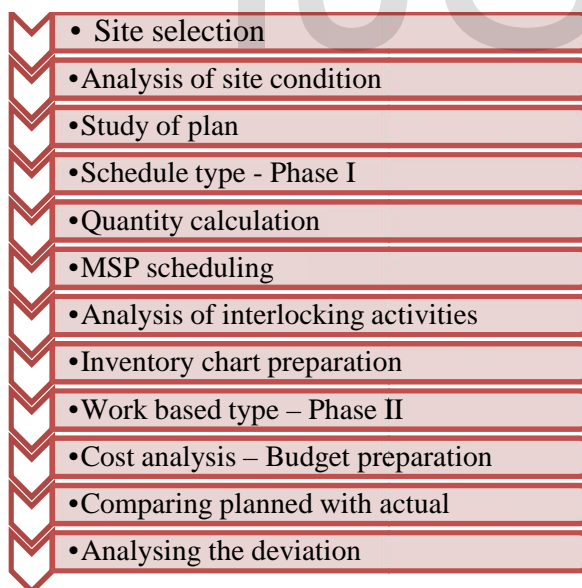 • Site selection
•Analysis of site condition
•Study of plan
•Schedule type - Phase I
•Quantity calculation
•MSP scheduling
•Analysis of interlocking activities
•Inventory chart preparation
•Work based type – Phase II
•Cost analysis – Budget preparation
•Comparing planned with actual
•Analysing the deviation